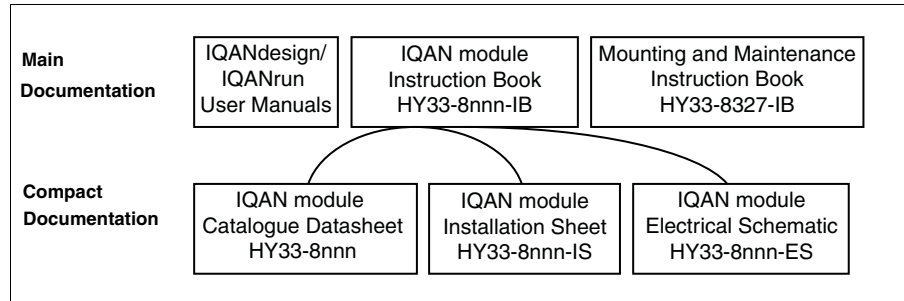 Main
Documentation
IQANdesign/
IQANrun
User Manuals
IQAN module
Instruction Book
HY33-8nnn-IB
Mounting and Maintenance
Instruction Book
HY33-8327-IB
Compact
Documentation
IQAN module
Catalogue Datasheet
HY33-8nnn
IQAN module
Installation Sheet
HY33-8nnn-IS
IQAN module
Electrical Schematic
HY33-8nnn-ES